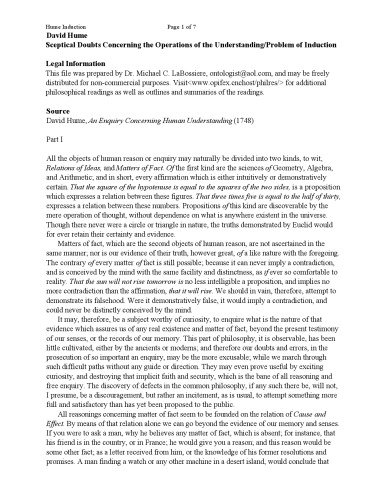 Hume Induction Page 1 of 7
David Hume
Sceptical Doubts Concerning the Operations of the Understanding/Problem of Induction
Legal Information
This file was prepared by Dr. Michael C. LaBossiere, ontologist@aol.com, and may be freely
distributed for non-commercial purposes. Visit<www.opifex.cnchost/phlres/> for additional
philosophical readings as well as outlines and summaries of the readings.
Source
David Hume, An Enquiry Concerning Human Understanding (1748)
Part I
All the objects of human reason or enquiry may naturally be divided into two kinds, to wit,
Relations of Ideas, and Matters of Fact. Of the first kind are the sciences of Geometry, Algebra,
and Arithmetic; and in short, every affirmation which is either intuitively or demonstratively
certain. That the square of the hypotenuse is equal to the squares of the two sides, is a proposition
which expresses a relation between these figures. That three times five is equal to the half of thirty,
expresses a relation between these numbers. Propositions of this kind are discoverable by the
mere operation of thought, without dependence on what is anywhere existent in the universe.
Though there never were a circle or triangle in nature, the truths demonstrated by Euclid would
for ever retain their certainty and evidence.
Matters of fact, which are the second objects of human reason, are not ascertained in the
same manner; nor is our evidence of their truth, however great, of a like nature with the foregoing.
The contrary of every matter of fact is still possible; because it can never imply a contradiction,
and is conceived by the mind with the same facility and distinctness, as if ever so comfortable to
reality. That the sun will not rise tomorrow is no less intelligible a proposition, and implies no
more contradiction than the affirmation, that it will rise. We should in vain, therefore, attempt to
demonstrate its falsehood. Were it demonstratively false, it would imply a contradiction, and
could never be distinctly conceived by the mind.
It may, therefore, be a subject worthy of curiosity, to enquire what is the nature of that
evidence which assures us of any real existence and matter of fact, beyond the present testimony
of our senses, or the records of our memory. This part of philosophy, it is observable, has been
little cultivated, either by the ancients or moderns; and therefore our doubts and errors, in the
prosecution of so important an enquiry, may be the more excusable; while we march through
such difficult paths without any guide or direction. They may even prove useful by exciting
curiosity, and destroying that implicit faith and security, which is the bane of all reasoning and
free enquiry. The discovery of defects in the common philosophy, if any such there be, will not,
I presume, be a discouragement, but rather an incitement, as is usual, to attempt something more
full and satisfactory than has yet been proposed to the public.
All reasonings concerning matter of fact seem to be founded on the relation of Cause and
Effect. By means of that relation alone we can go beyond the evidence of our memory and senses.
If you were to ask a man, why he believes any matter of fact, which is absent; for instance, that
his friend is in the country, or in France; he would give you a reason; and this reason would be
some other fact; as a letter received from him, or the knowledge of his former resolutions and
promises. A man finding a watch or any other machine in a desert island, would conclude that